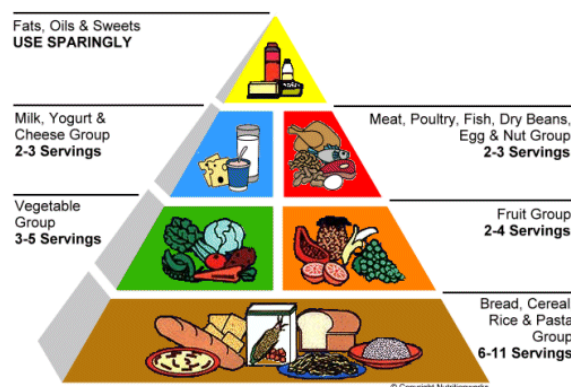 Fats, Oils & Sweets
USE SPARINGLY
Milk, Yogurt &
Cheese Group
2-3 Servings
Meat, Poultry, Fish, Dry Beans,
Egg & Nut Group
2-3 Servings
Vegetable
Group
3-5 Servings
Fruit Group
2-4 Servings
Bread, Cereal,
Rice & Pasta
Group
6-11 Servings